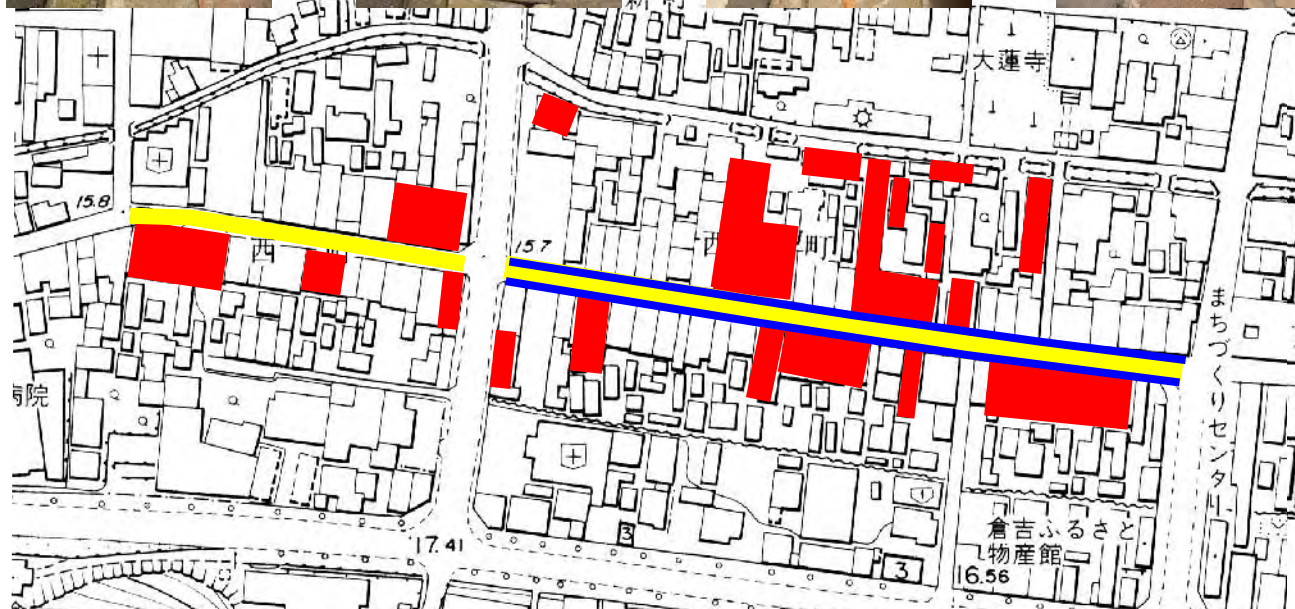 大蓮寺
15.8
西
町
15.7
西
町
まちづくりセンター
病院
倉吉ふるさと
物産館
17.41
3
3
16.56